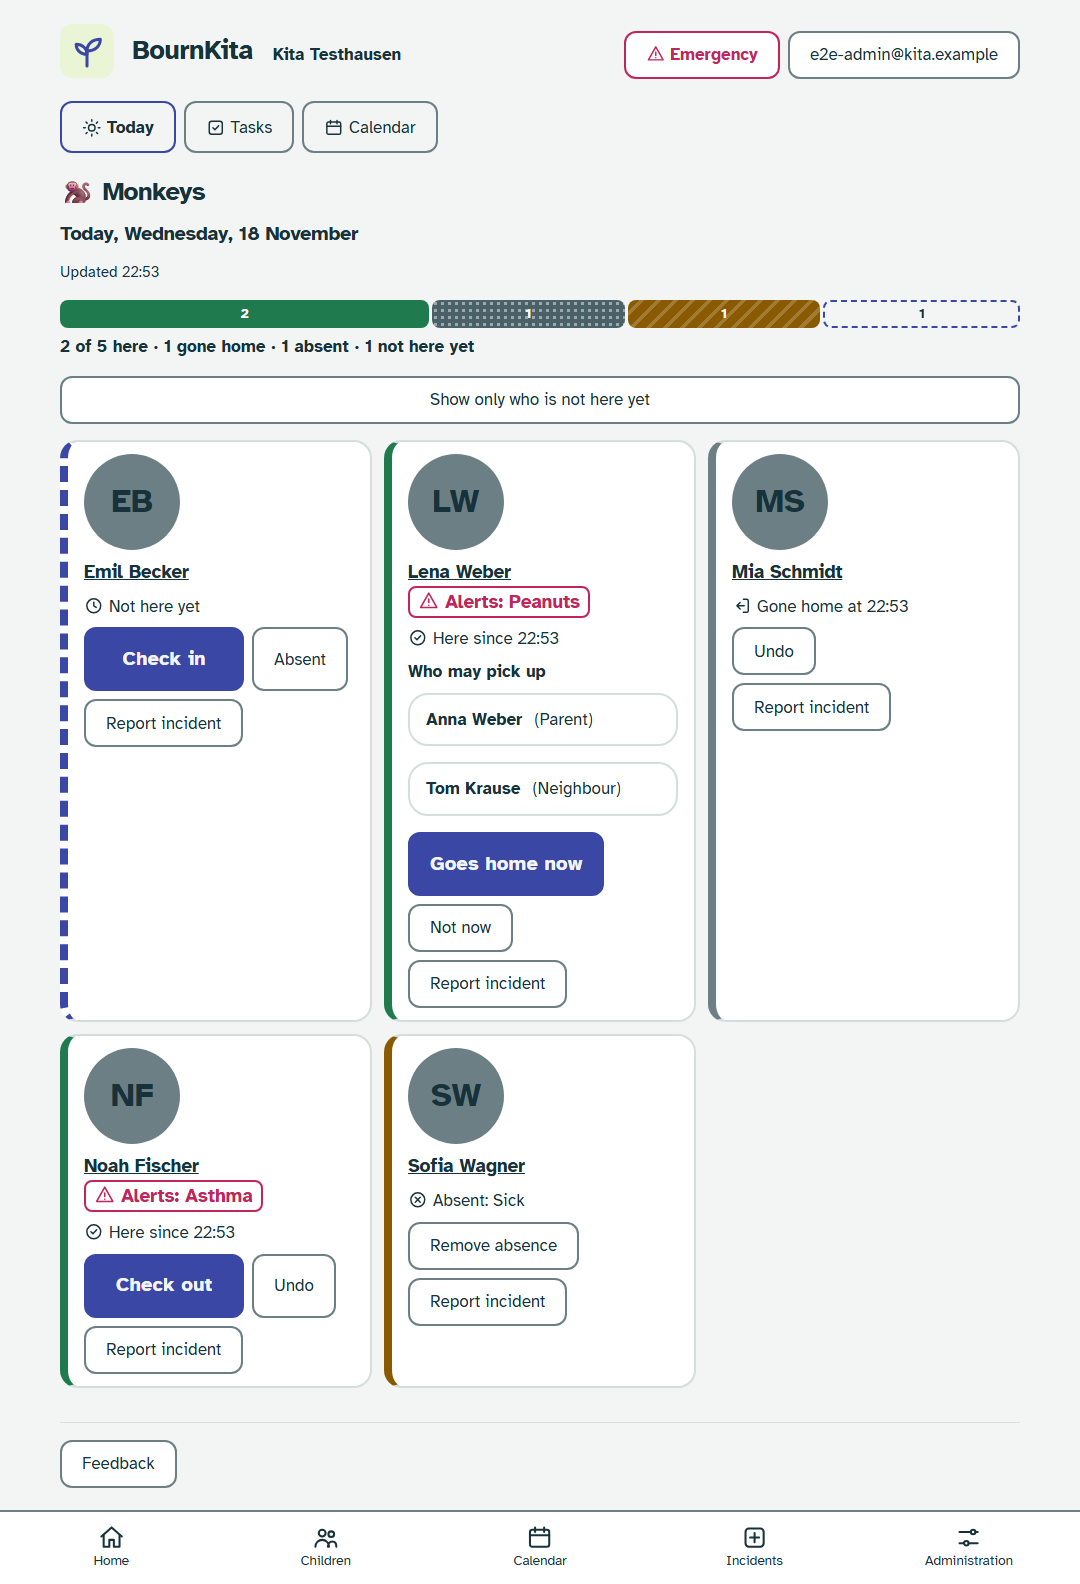 BournKita Kita Testhausen
Emergency
e2e-admin@kita.example
Today
Tasks
Calendar
Monkeys
Today, Wednesday, 18 November
Updated 22:53
2 1 1 1
2 of 5 here · 1 gone home · 1 absent · 1 not here yet
Show only who is not here yet
EB
Emil Becker
Not here yet
Check in
Absent
Report incident
LW
Lena Weber
Alerts: Peanuts
Here since 22:53
Who may pick up
Anna Weber (Parent)
Tom Krause (Neighbour)
Goes home now
Not now
Report incident
MS
Mia Schmidt
Gone home at 22:53
Undo
Report incident
NF
Noah Fischer
Alerts: Asthma
Here since 22:53
Check out
Undo
Report incident
SW
Sofia Wagner
Absent: Sick
Remove absence
Report incident
Feedback
Home
Children
Calendar
Incidents
Administration